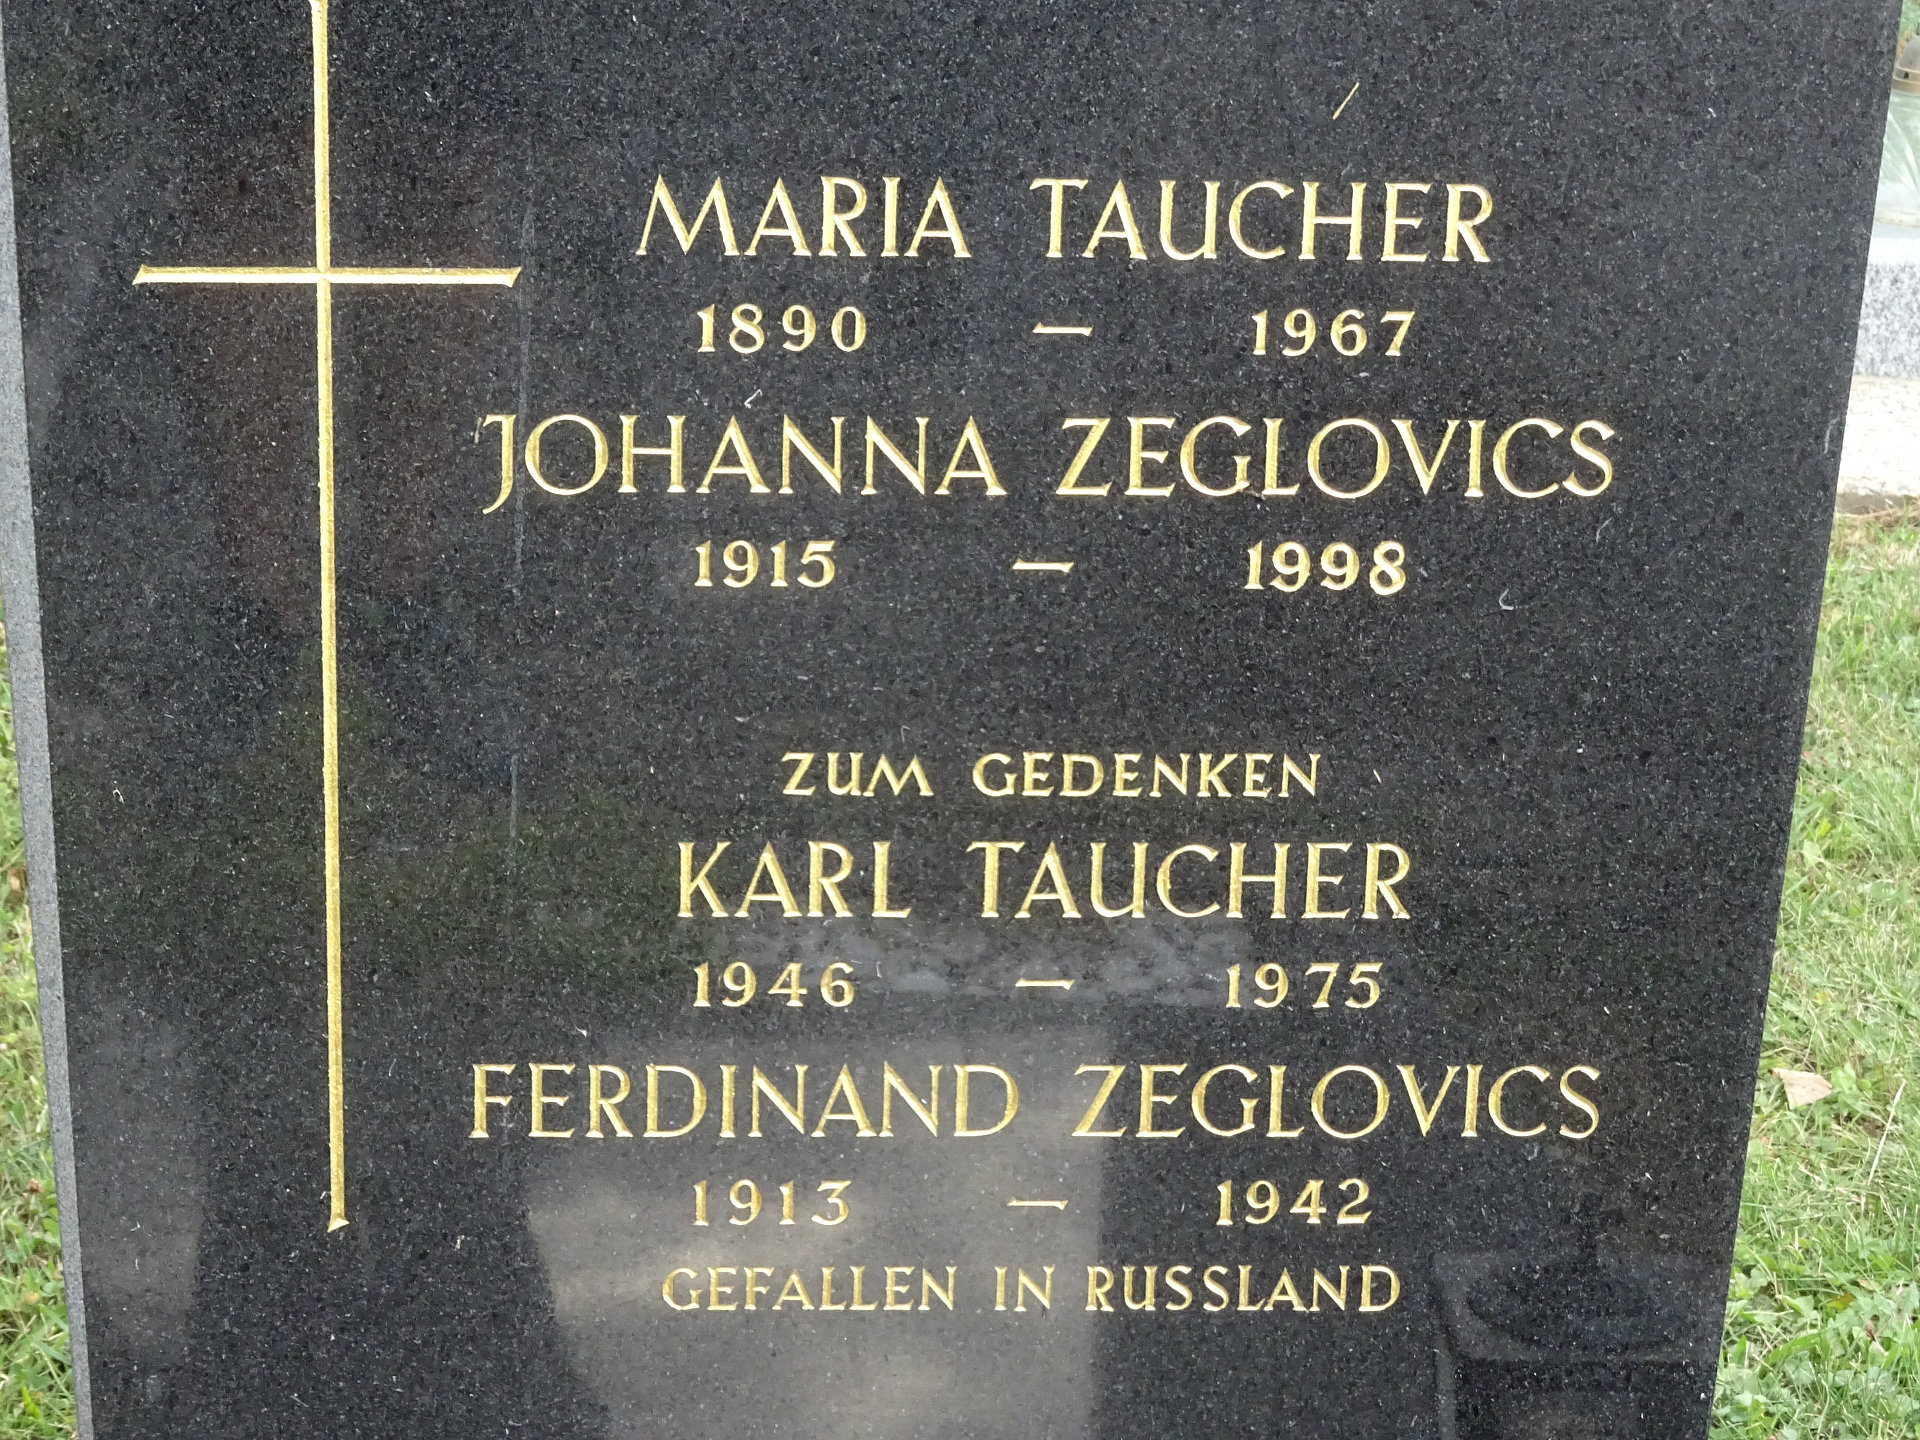 MARIA TAUCHER
1890 — 1967
JOHANNA ZEGLOVICS
1915 — 1998
ZUM GEDENKEN
KARL TAUCHER
1946 — 1975
FERDINAND ZEGLOVICS
1913 — 1942
GEFALLEN IN RUSSLAND